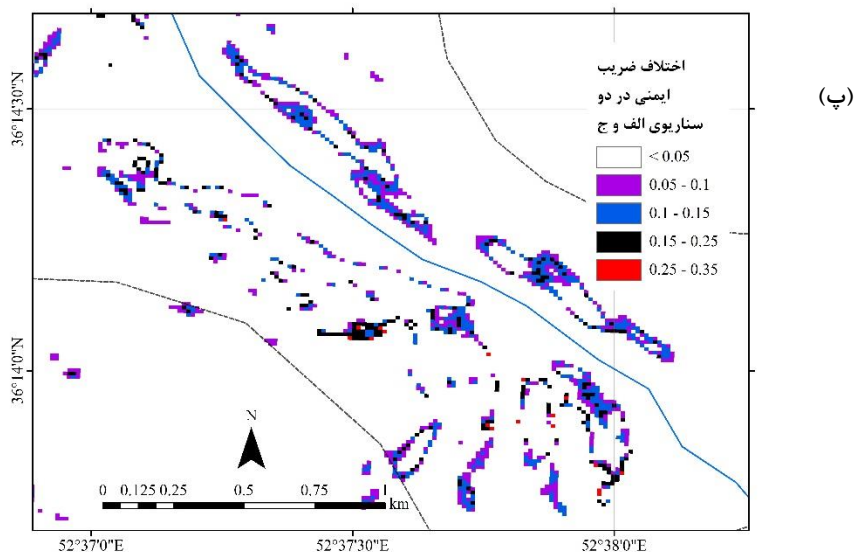 (پ)
اختلاف ضریب
ایمنی در دو
سناریوی الف و ج
< 0.05
0.05 - 0.1
0.1 - 0.15
0.15 - 0.25
0.25 - 0.35
36°14'30"N
36°14'0"N
N
0 0.125 0.25 0.5 0.75 1
km
52°37'0"E 52°37'30"E 52°38'0"E